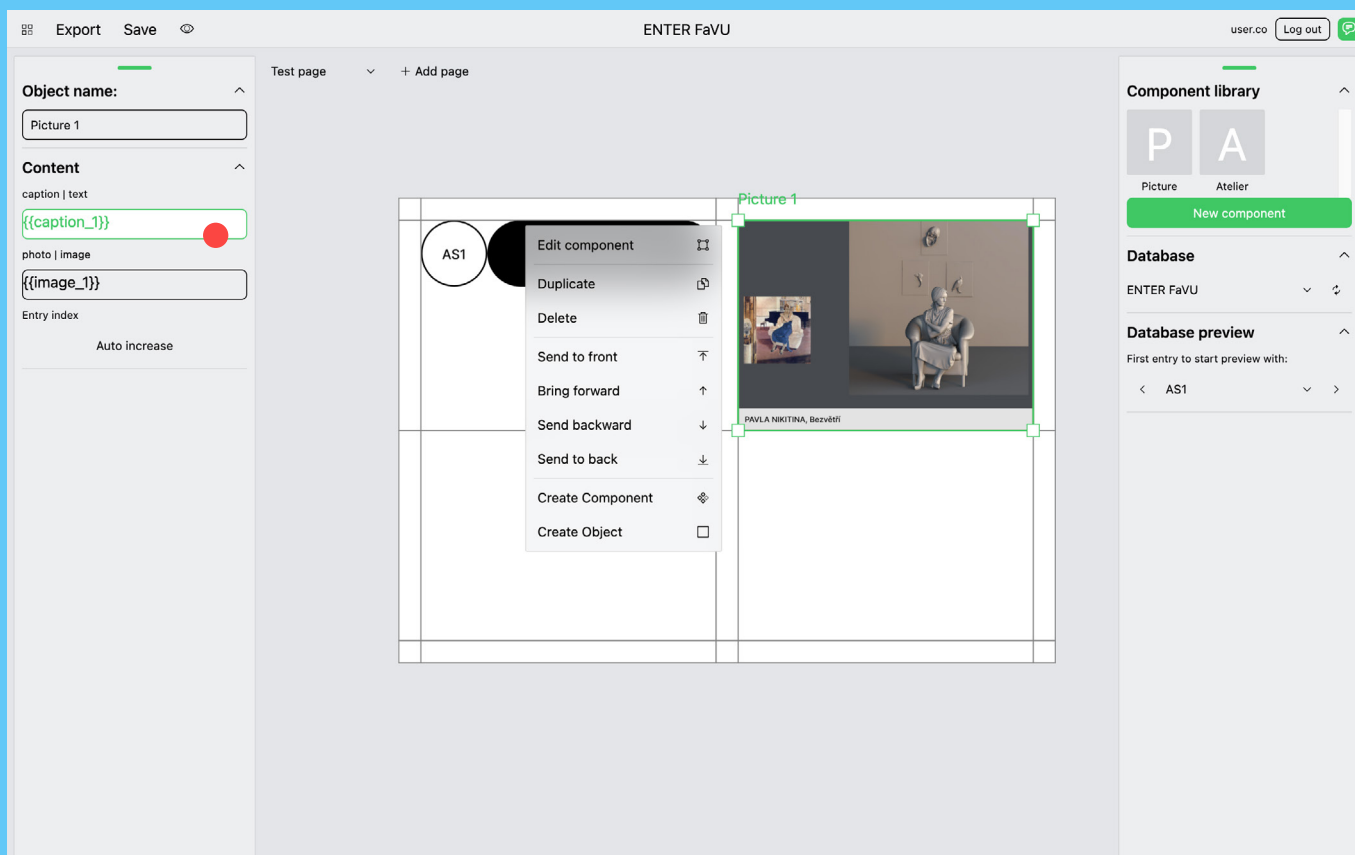 Export Save
ENTER FaVU
user.co Log out
Object name:
Picture 1
Content
caption | text
{{caption_1}}
photo | image
{{image_1}}
Entry index
Auto increase
Test page + Add page
Picture 1
AS1
Edit component
Duplicate
Delete
Send to front
Bring forward
Send backward
Send to back
Create Component
Create Object
PAVLA NIKITINA, Bezvětří
Component library
P A
Picture Atelier
New component
Database
ENTER FaVU
Database preview
First entry to start preview with:
AS1